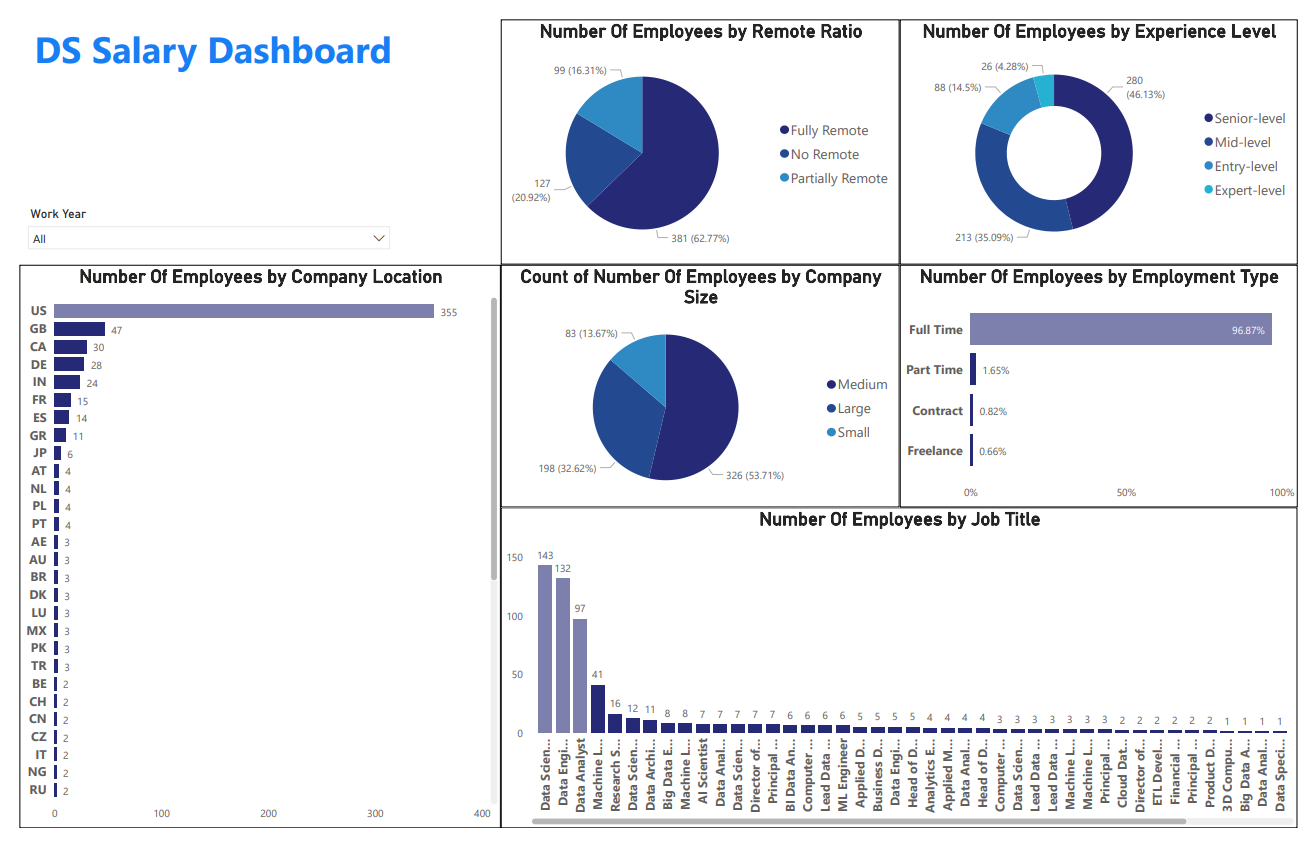 DS Salary Dashboard
Work Year
All
Number Of Employees by Remote Ratio
99 (16.31%)
127
(20.92%)
381 (62.77%)
Fully Remote
No Remote
Partially Remote
Number Of Employees by Experience Level
26 (4.28%)
88 (14.5%)
280
(46.13%)
213 (35.09%)
Senior-level
Mid-level
Entry-level
Expert-level
Number Of Employees by Company Location
US 355
GB 47
CA 30
DE 28
IN 24
FR 15
ES 14
GR 11
JP 6
AT 4
NL 4
PL 4
PT 4
AE 3
AU 3
BR 3
DK 3
LU 3
MX 3
PK 3
TR 3
BE 2
CH 2
CN 2
CZ 2
IT 2
NG 2
RU 2
0 100 200 300 400
Count of Number Of Employees by Company
Size
83 (13.67%)
198 (32.62%)
326 (53.71%)
Medium
Large
Small
Number Of Employees by Employment Type
Full Time 96.87%
Part Time 1.65%
Contract 0.82%
Freelance 0.66%
0% 50% 100%
Number Of Employees by Job Title
150
100
50
0
143 132 97 41 16 12 11 8 8 7 7 7 7 7 6 6 6 6 5 5 5 5 4 4 4 4 3 3 3 3 3 3 3 2 2 2 2 2 2 1 1 1 1
Data Scien...
Data Engi...
Data Analyst
Machine L...
Research S...
Data Scien...
Data Archi...
Big Data E...
Machine L...
AI Scientist
Data Anal...
Data Scien...
Director of...
Principal ...
BI Data An...
Computer ...
Lead Data ...
ML Engineer
Applied D...
Business D...
Data Engi...
Head of D...
Analytics E...
Applied M...
Data Anal...
Head of D...
Computer ...
Data Scien...
Lead Data ...
Lead Data ...
Machine L...
Machine L...
Principal ...
Cloud Dat...
Director of...
ETL Devel...
Financial ...
Principal ...
Product D...
3D Compu...
Big Data A...
Data Anal...
Data Speci...